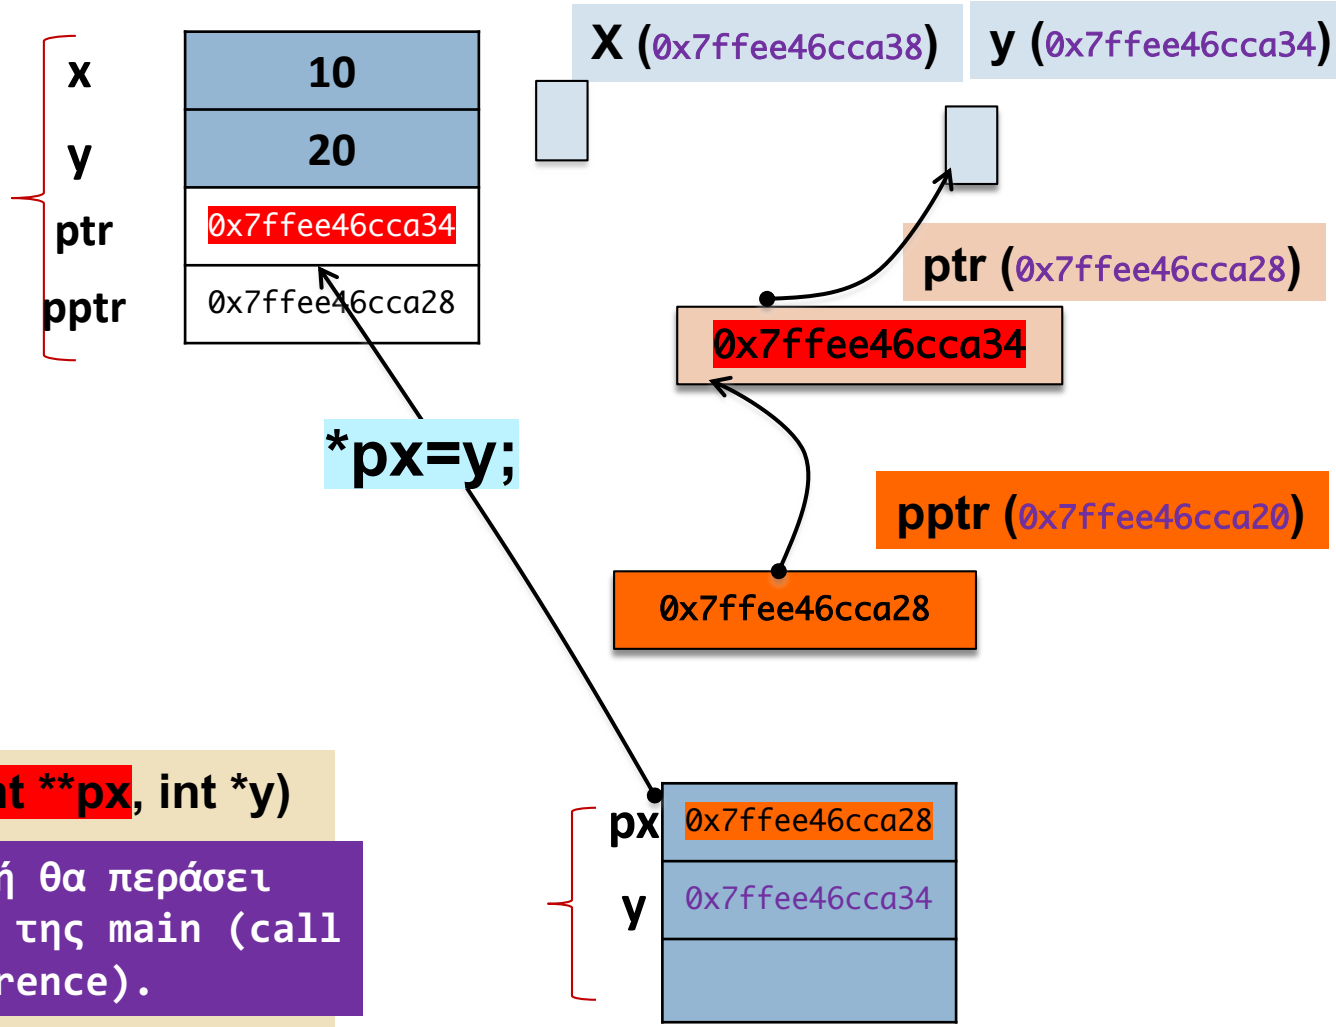 X (0x7ffee46cca38)
y (0x7ffee46cca34)
x
10
y
20
ptr
0x7ffee46cca34
pptr
0x7ffee46cca28
ptr (0x7ffee46cca28)
0x7ffee46cca34
*px=y;
pptr (0x7ffee46cca20)
0x7ffee46cca28
nt **px, int *y)
ή θα περάσει
της main (call
rence).
px
0x7ffee46cca28
y
0x7ffee46cca34